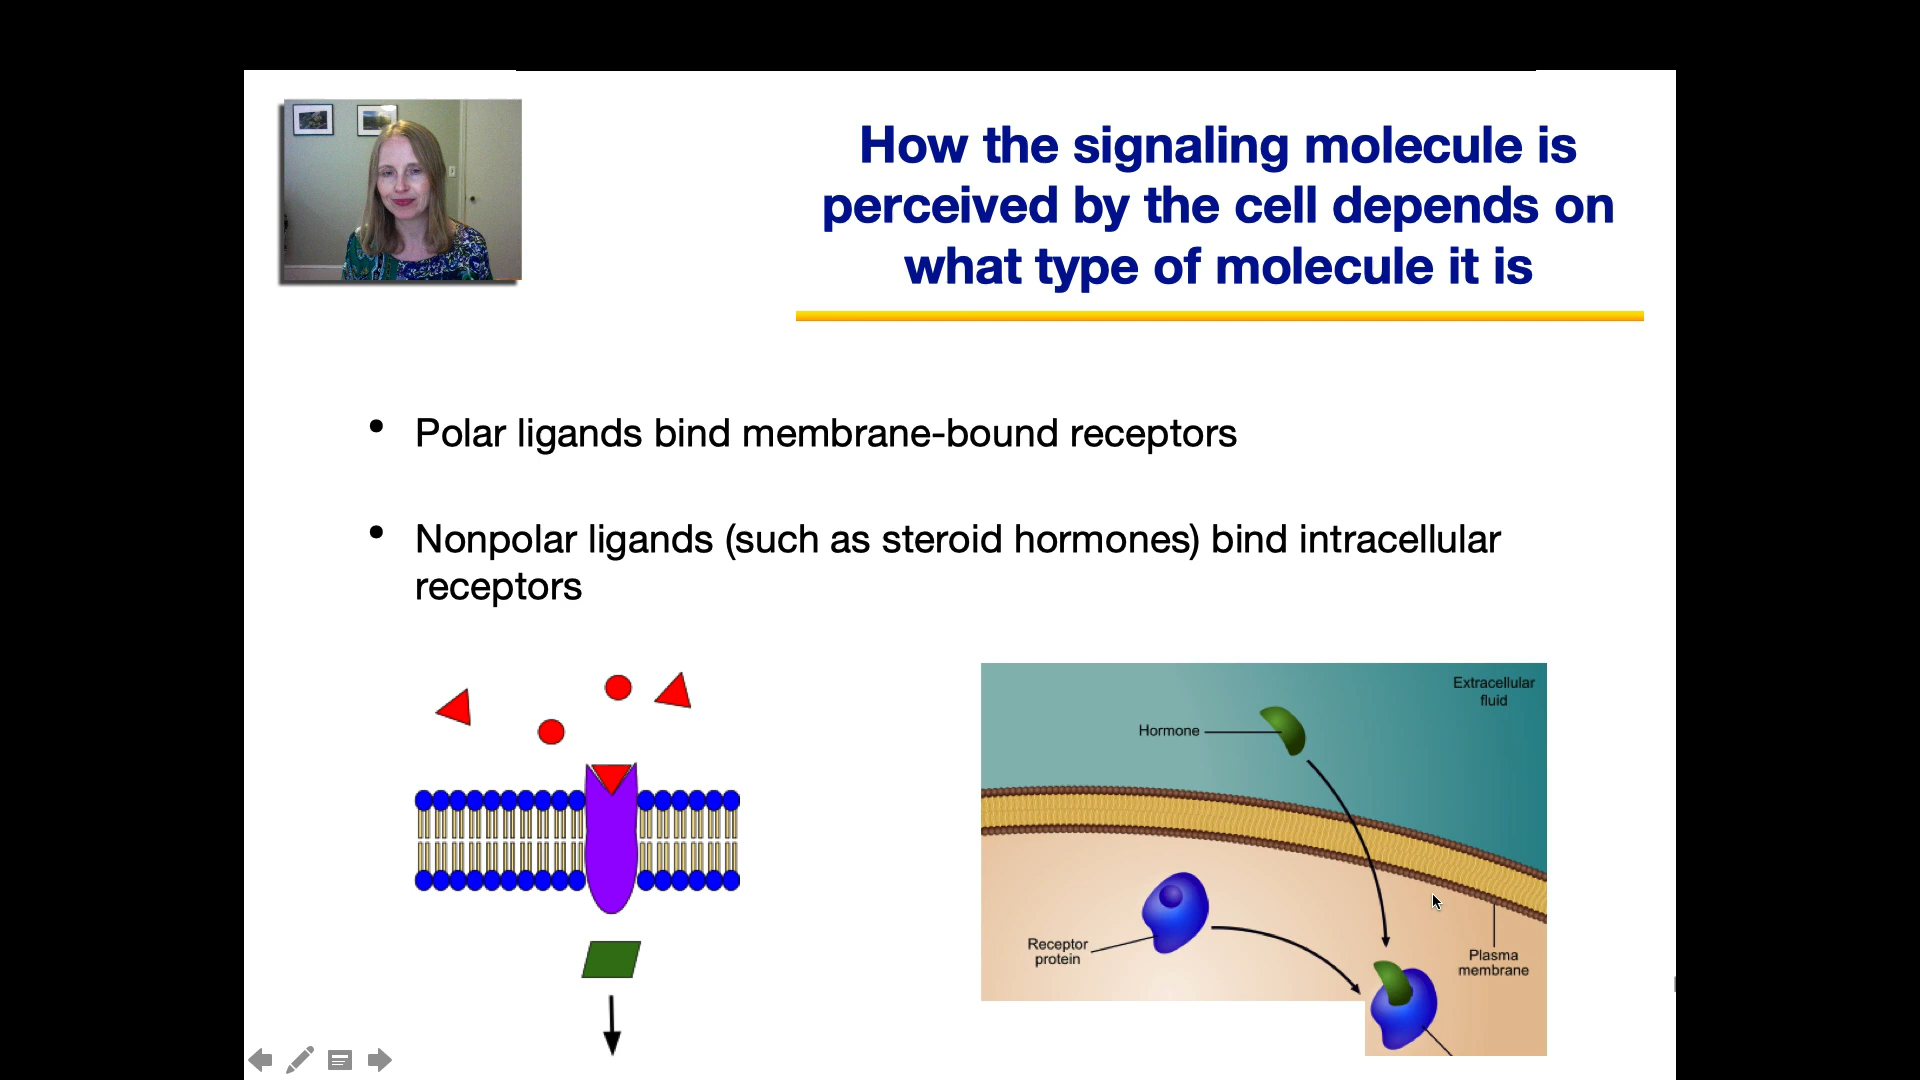 How the signaling molecule is
perceived by the cell depends on
what type of molecule it is
• Polar ligands bind membrane-bound receptors
• Nonpolar ligands (such as steroid hormones) bind intracellular
receptors
Extracellular
fluid
Hormone
Receptor
protein
Plasma
membrane